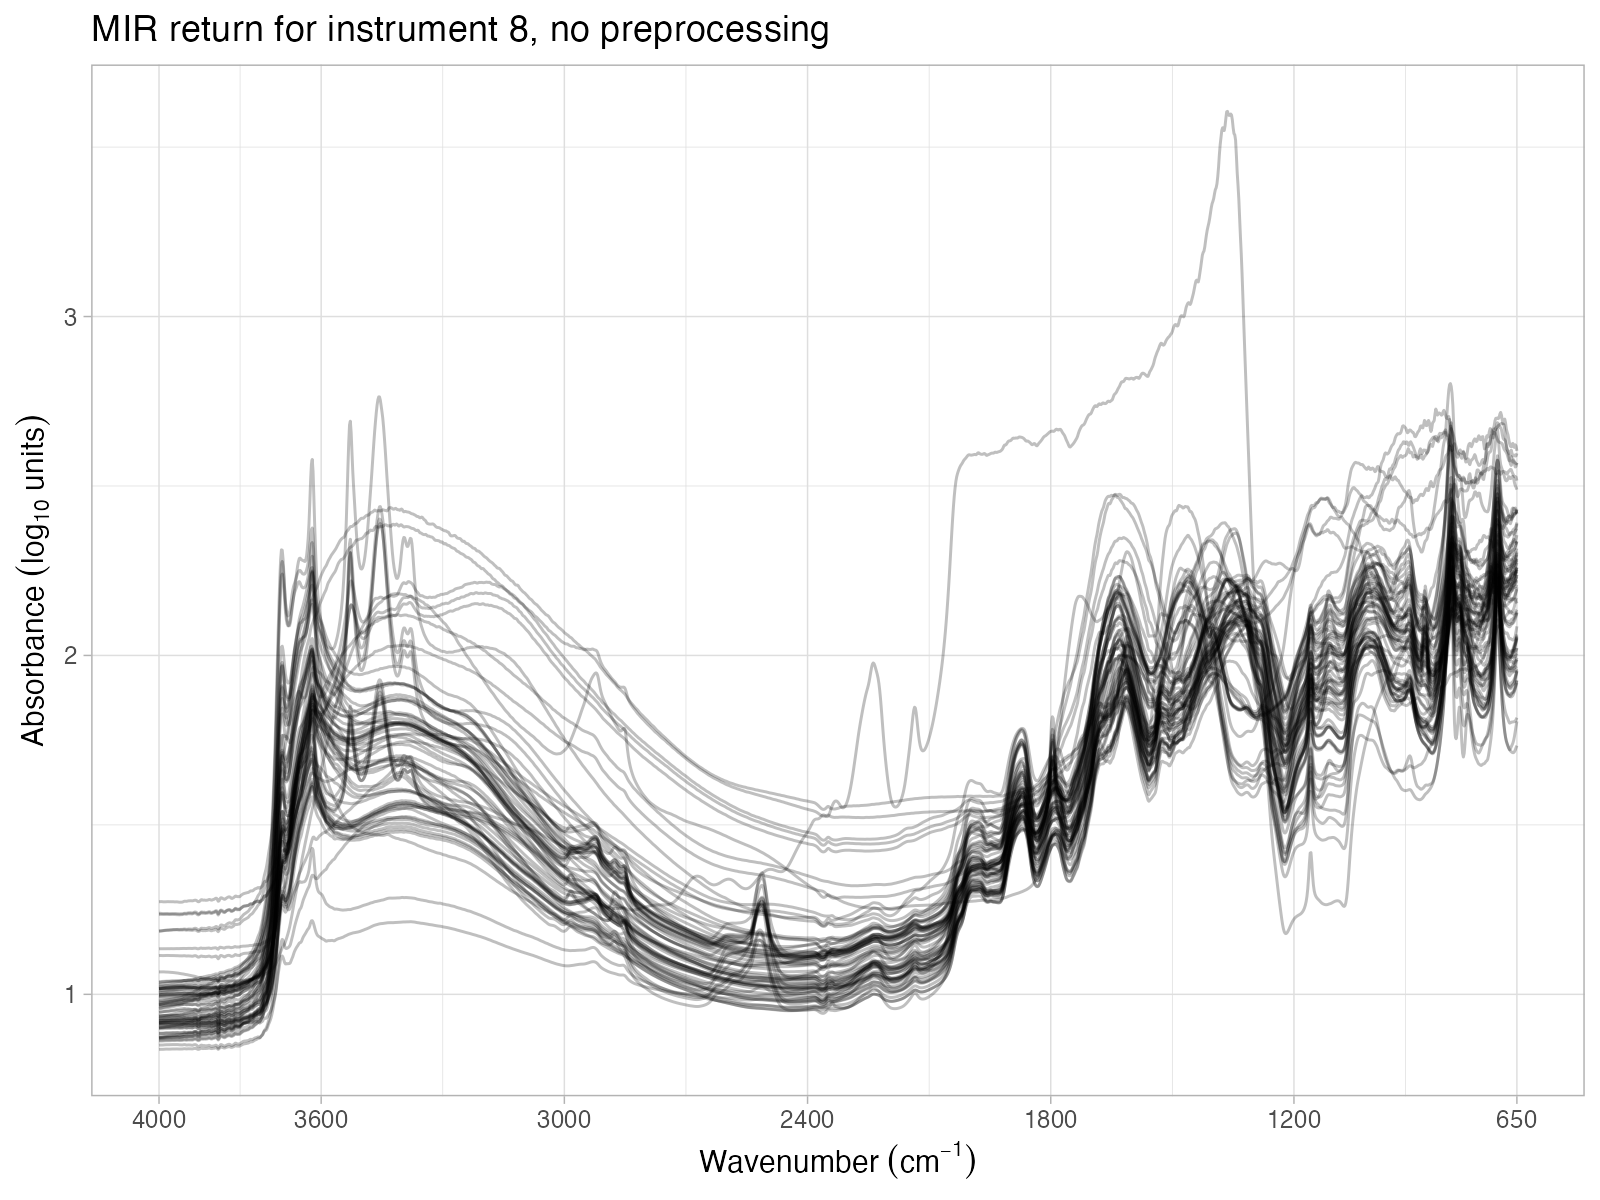 MIR return for instrument 8, no preprocessing
Absorbance (log₁₀ units)
3
2
1
4000 3600 3000 2400 1800 1200 650
Wavenumber (cm⁻¹)